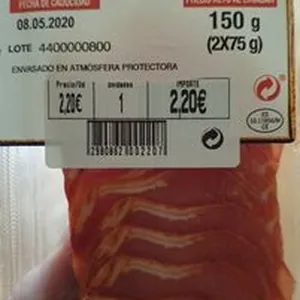 FECHA DE CADUCIDAD
08.05.2020
150 g
(2X75 g)
LOTE 4400000800
ENVASADO EN ATMÓSFERA PROTECTORA
Precio/Ud Unidades IMPORTE
2,20€ 1 2,20€